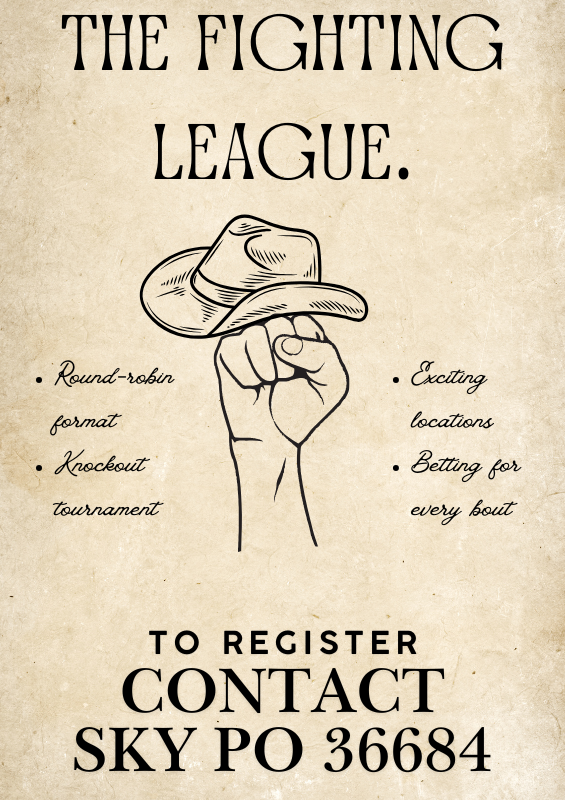 THE FIGHTING
LEAGUE.
• Round-robin
format
• Knockout
tournament
• Exciting
locations
• Betting for
every bout
TO REGISTER
CONTACT
SKY PO 36684